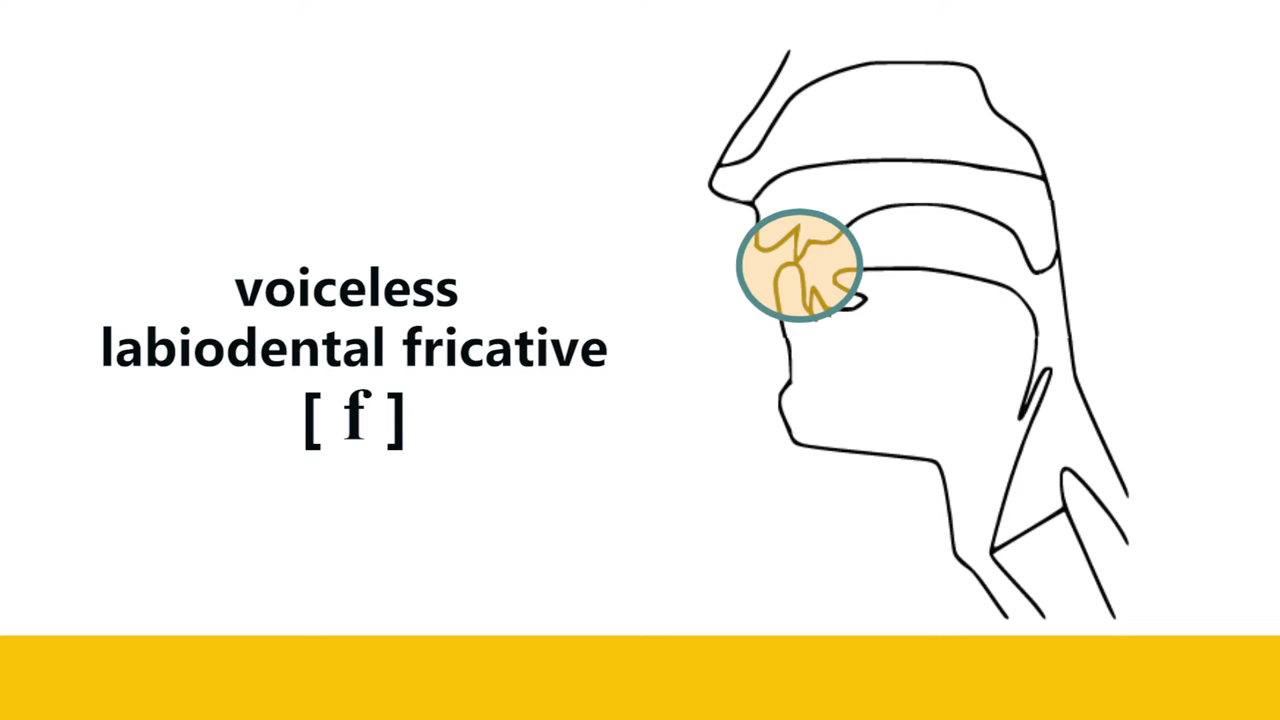 voiceless
labiodental fricative
[ f ]